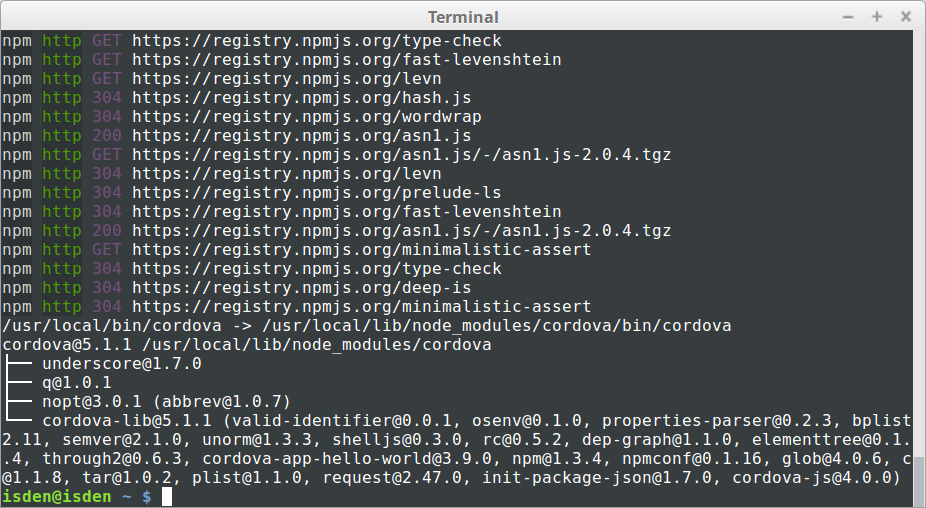 Terminal
npm http GET https://registry.npmjs.org/type-check
npm http GET https://registry.npmjs.org/fast-levenshtein
npm http GET https://registry.npmjs.org/levn
npm http 304 https://registry.npmjs.org/hash.js
npm http 304 https://registry.npmjs.org/wordwrap
npm http 200 https://registry.npmjs.org/asn1.js
npm http GET https://registry.npmjs.org/asn1.js/-/asn1.js-2.0.4.tgz
npm http 304 https://registry.npmjs.org/levn
npm http 304 https://registry.npmjs.org/prelude-ls
npm http 304 https://registry.npmjs.org/fast-levenshtein
npm http 200 https://registry.npmjs.org/asn1.js/-/asn1.js-2.0.4.tgz
npm http GET https://registry.npmjs.org/minimalistic-assert
npm http 304 https://registry.npmjs.org/type-check
npm http 304 https://registry.npmjs.org/deep-is
npm http 304 https://registry.npmjs.org/minimalistic-assert
/usr/local/bin/cordova -> /usr/local/lib/node_modules/cordova/bin/cordova
cordova@5.1.1 /usr/local/lib/node_modules/cordova
├── underscore@1.7.0
├── q@1.0.1
├── nopt@3.0.1 (abbrev@1.0.7)
└── cordova-lib@5.1.1 (valid-identifier@0.0.1, osenv@0.1.0, properties-parser@0.2.3, bplist
2.11, semver@2.1.0, unorm@1.3.3, shelljs@0.3.0, rc@0.5.2, dep-graph@1.1.0, elementtree@0.1.
.4, through2@0.6.3, cordova-app-hello-world@3.9.0, npm@1.3.4, npmconf@0.1.16, glob@4.0.6, c
@1.1.8, tar@1.0.2, plist@1.1.0, request@2.47.0, init-package-json@1.7.0, cordova-js@4.0.0)
isden@isden ~ $